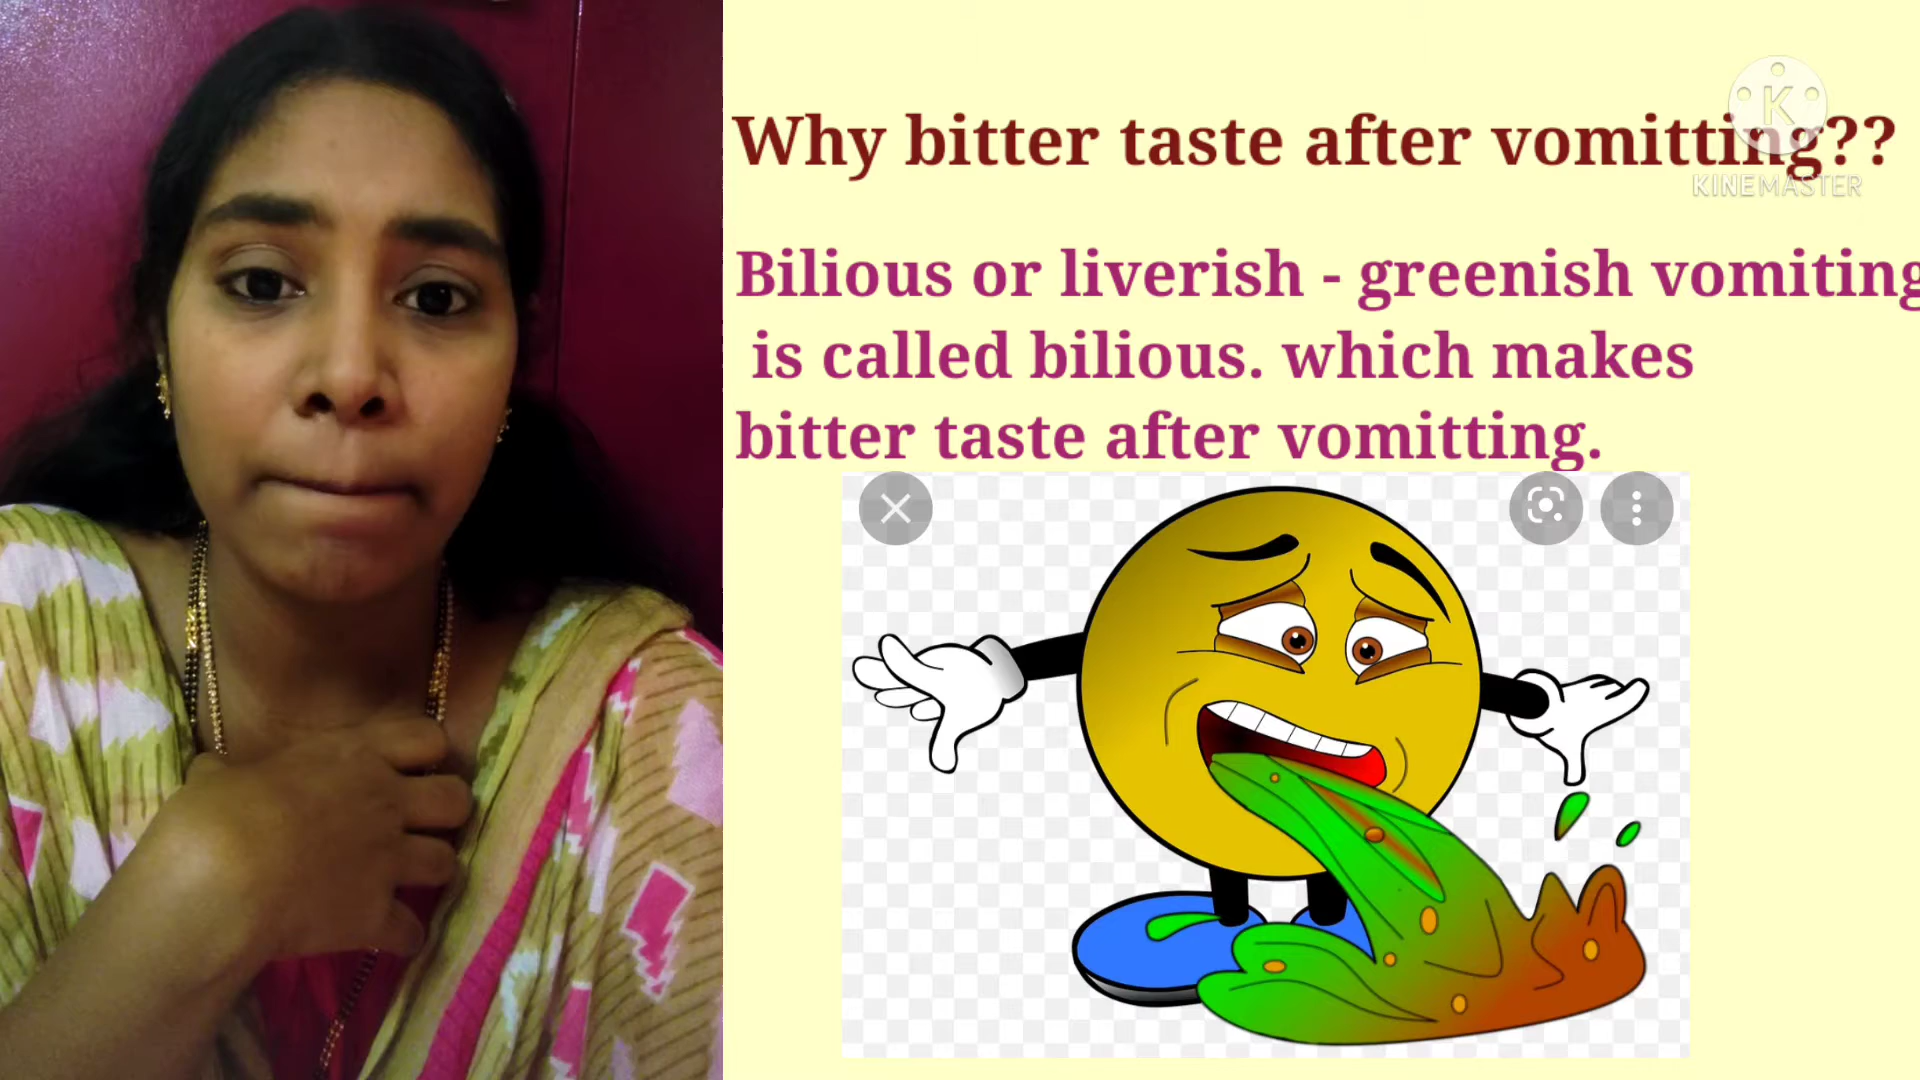 Why bitter taste after vomitting??
K
KINEMASTER
Bilious or liverish - greenish vomiting
is called bilious. which makes
bitter taste after vomitting.